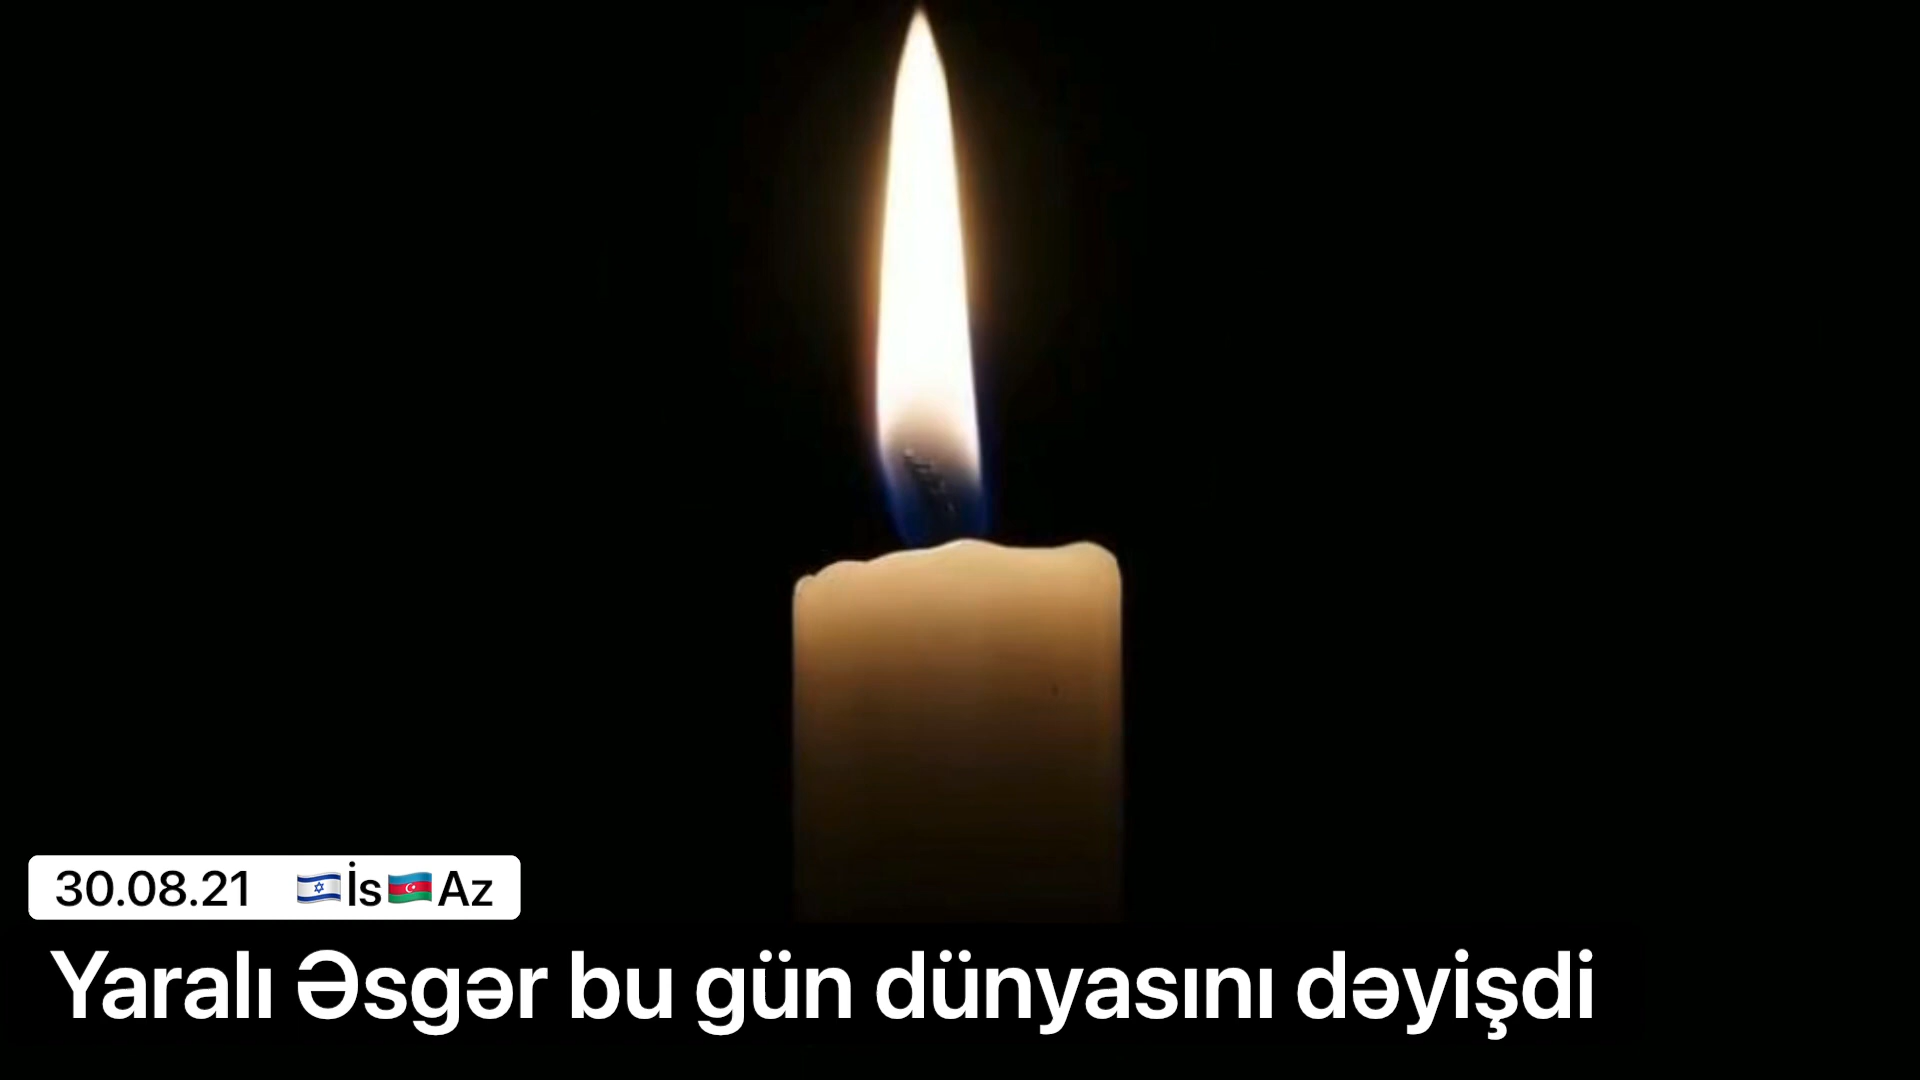 30.08.21 🇮🇱İs🇦🇿Az
Yaralı Əsgər bu gün dünyasını dəyişdi